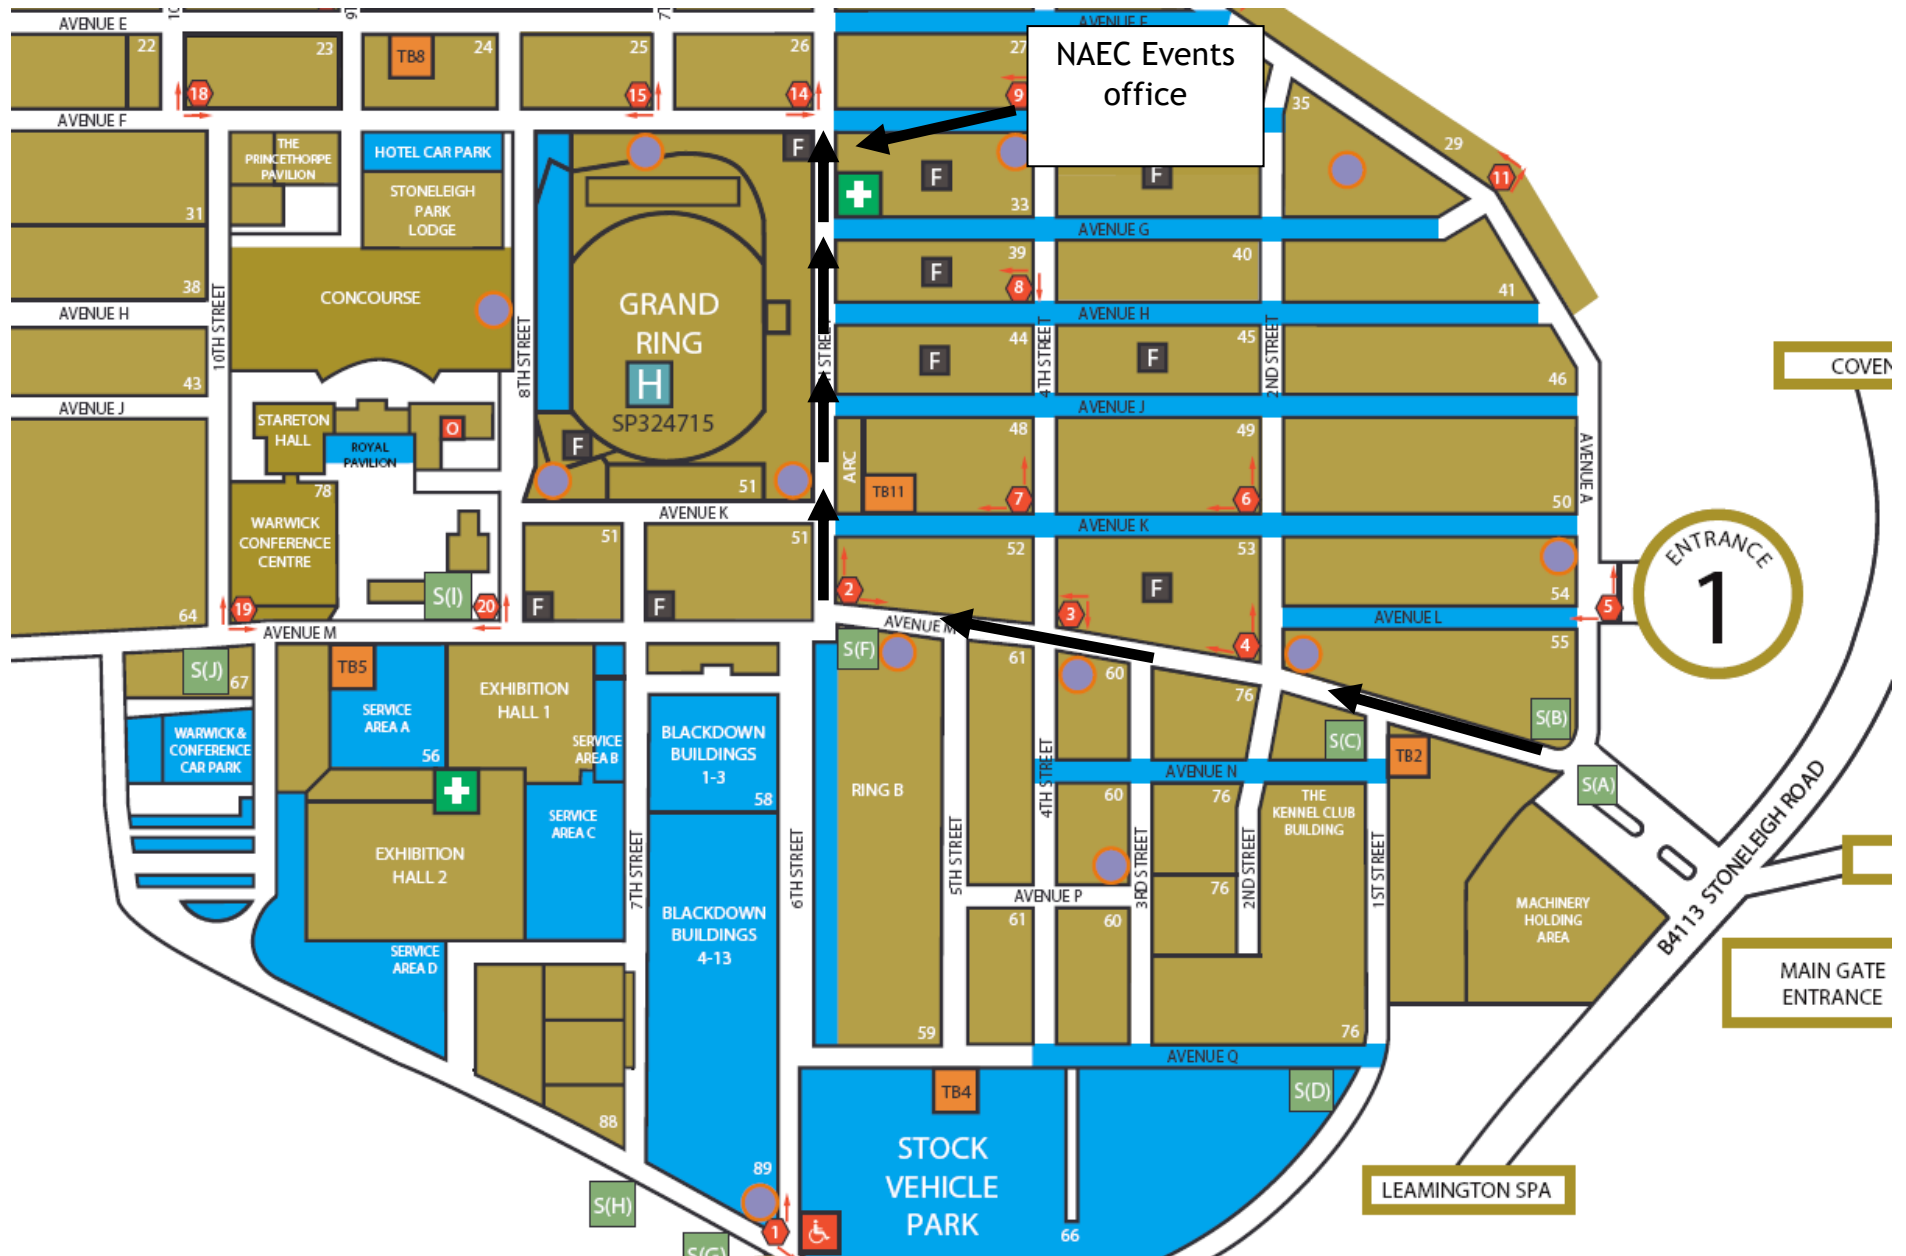 AVENUE E
22
23
TB8
24
25
26
27
AVENUE E
NAEC Events
office
18
15
14
9
35
29
11
AVENUE F
THE
PRINCETHORPE
PAVILION
HOTEL CAR PARK
STONELEIGH
PARK
LODGE
31
38
F
F
F
33
AVENUE G
39
F
8
40
41
AVENUE H
CONCOURSE
GRAND
RING
H
SP324715
10TH STREET
8TH STREET
STREET
AVENUE H
44
F
4TH STREET
F
45
2ND STREET
46
COVEN
43
AVENUE J
AVENUE J
STARETON
HALL
ROYAL
PAVILION
O
F
ARC
48
TB11
7
49
6
50
AVENUE A
51
78
WARWICK
CONFERENCE
CENTRE
AVENUE K
AVENUE K
51
51
F
F
S(I)
20
19
64
2
52
3
F
53
4
54
5
ENTRANCE
1
AVENUE L
55
AVENUE M
AVENUE M
S(F)
61
60
76
S(B)
S(C)
TB2
S(A)
S(J)
67
TB5
SERVICE
AREA A
56
EXHIBITION
HALL 1
SERVICE
AREA B
WARWICK &
CONFERENCE
CAR PARK
BLACKDOWN
BUILDINGS
1-3
58
RING B
4TH STREET
AVENUE N
60
76
THE
KENNEL CLUB
BUILDING
SERVICE
AREA C
EXHIBITION
HALL 2
7TH STREET
6TH STREET
5TH STREET
3RD STREET
2ND STREET
1ST STREET
B4113 STONELEIGH ROAD
AVENUE P
76
61
60
MACHINERY
HOLDING
AREA
BLACKDOWN
BUILDINGS
4-13
SERVICE
AREA D
MAIN GATE
ENTRANCE
59
76
AVENUE Q
TB4
S(D)
88
STOCK
VEHICLE
PARK
89
S(H)
LEAMINGTON SPA
1
66
S(G)